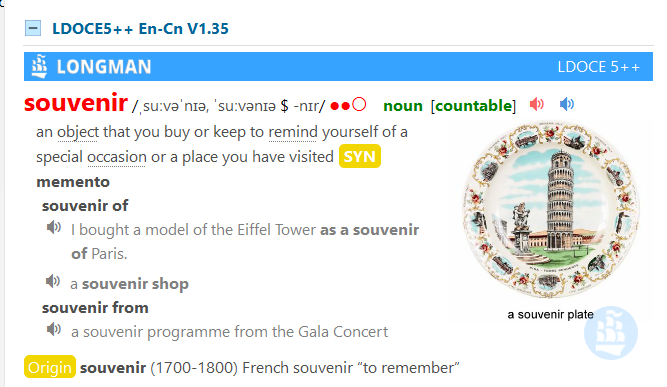 LDOCE5++ En-Cn V1.35
LONGMAN LDOCE 5++
souvenir /ˌsuːvəˈnɪə, ˈsuːvənɪə $ -nɪr/ ●●○ noun [countable]
an object that you buy or keep to remind yourself of a
special occasion or a place you have visited SYN
memento
souvenir of
I bought a model of the Eiffel Tower as a souvenir
of Paris.
a souvenir shop
souvenir from
a souvenir programme from the Gala Concert
a souvenir plate
Origin souvenir (1700-1800) French souvenir “to remember”